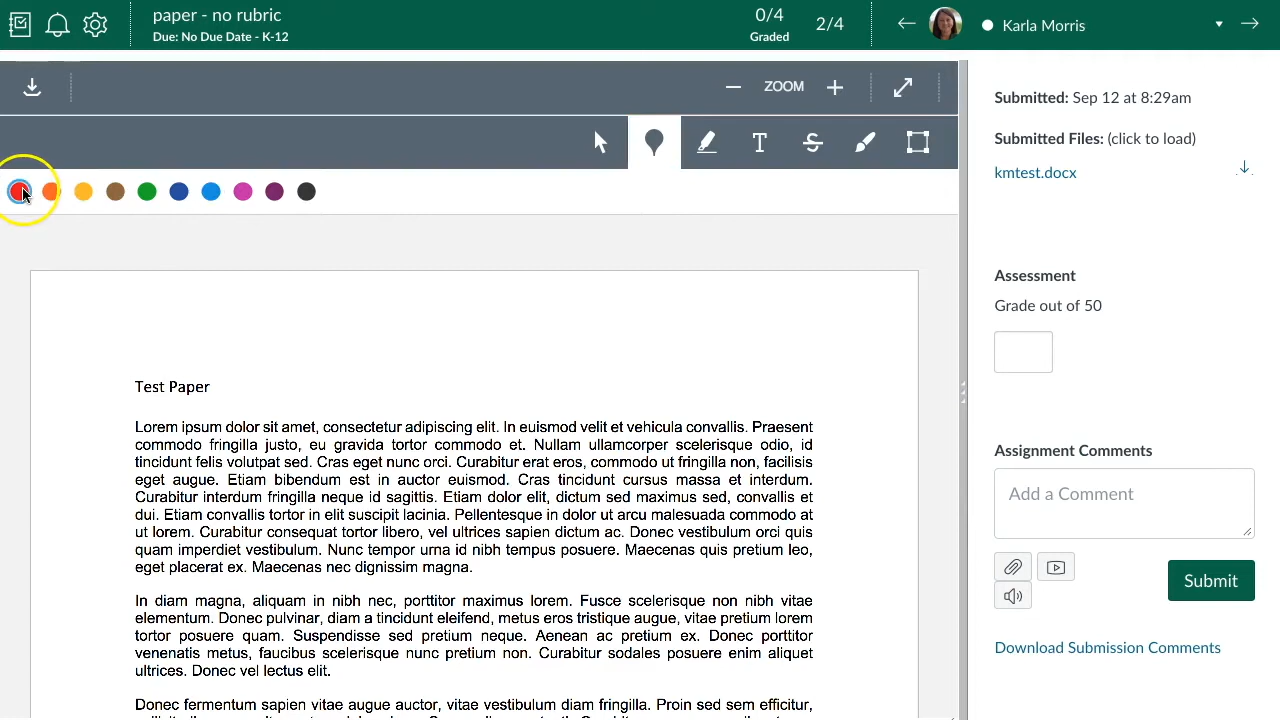 paper - no rubric
Due: No Due Date - K-12
0/4
Graded
2/4
Karla Morris
ZOOM
T
S
Submitted: Sep 12 at 8:29am
Submitted Files: (click to load)
kmtest.docx
Assessment
Grade out of 50
Assignment Comments
Add a Comment
Submit
Download Submission Comments
Test Paper
Lorem ipsum dolor sit amet, consectetur adipiscing elit. In euismod velit et vehicula convallis. Praesent
commodo fringilla justo, eu gravida tortor commodo et. Nullam ullamcorper scelerisque odio, id
tincidunt felis volutpat sed. Cras eget nunc orci. Curabitur erat eros, commodo ut fringilla non, facilisis
eget augue. Etiam bibendum est in auctor euismod. Cras tincidunt cursus massa et interdum.
Curabitur interdum fringilla neque id sagittis. Etiam dolor elit, dictum sed maximus sed, convallis et
dui. Etiam convallis tortor in elit suscipit lacinia. Pellentesque in dolor ut arcu malesuada commodo at
ut lorem. Curabitur consequat tortor libero, vel ultrices sapien dictum ac. Donec vestibulum orci quis
quam imperdiet vestibulum. Nunc tempor urna id nibh tempus posuere. Maecenas quis pretium leo,
eget placerat ex. Maecenas nec dignissim magna.
In diam magna, aliquam in nibh nec, porttitor maximus lorem. Fusce scelerisque non nibh vitae
elementum. Donec pulvinar, diam a tincidunt eleifend, metus eros tristique augue, vitae pretium lorem
tortor posuere quam. Suspendisse sed pretium neque. Aenean ac pretium ex. Donec porttitor
venenatis metus, faucibus scelerisque nunc pretium non. Curabitur sodales posuere enim aliquet
ultrices. Donec vel lectus elit.
Donec fermentum sapien vitae augue auctor, vitae vestibulum diam fringilla. Proin sed sem efficitur,